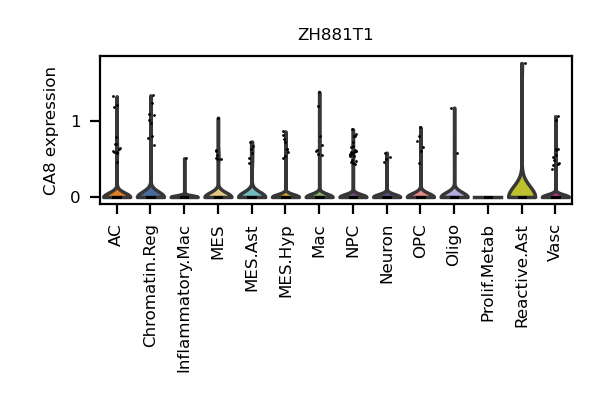 ZH881T1
CA8 expression
1
0
AC
Chromatin.Reg
Inflammatory.Mac
MES
MES.Ast
MES.Hyp
Mac
NPC
Neuron
OPC
Oligo
Prolif.Metab
Reactive.Ast
Vasc